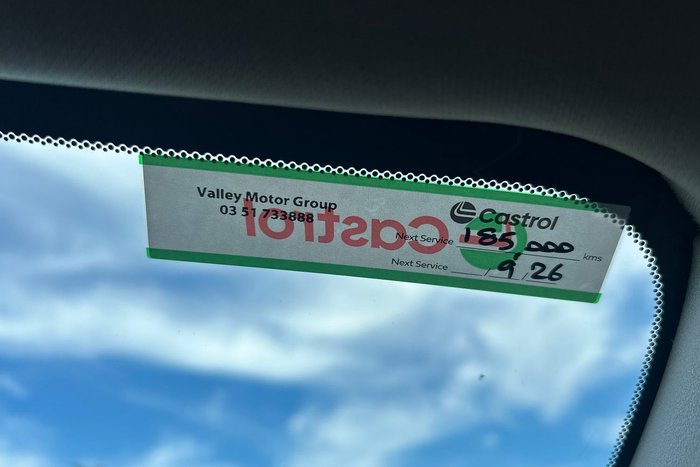 Valley Motor Group
03 51 733888
Castrol
Castrol
Next Service 185,000 kms
Next Service / 9 / 26